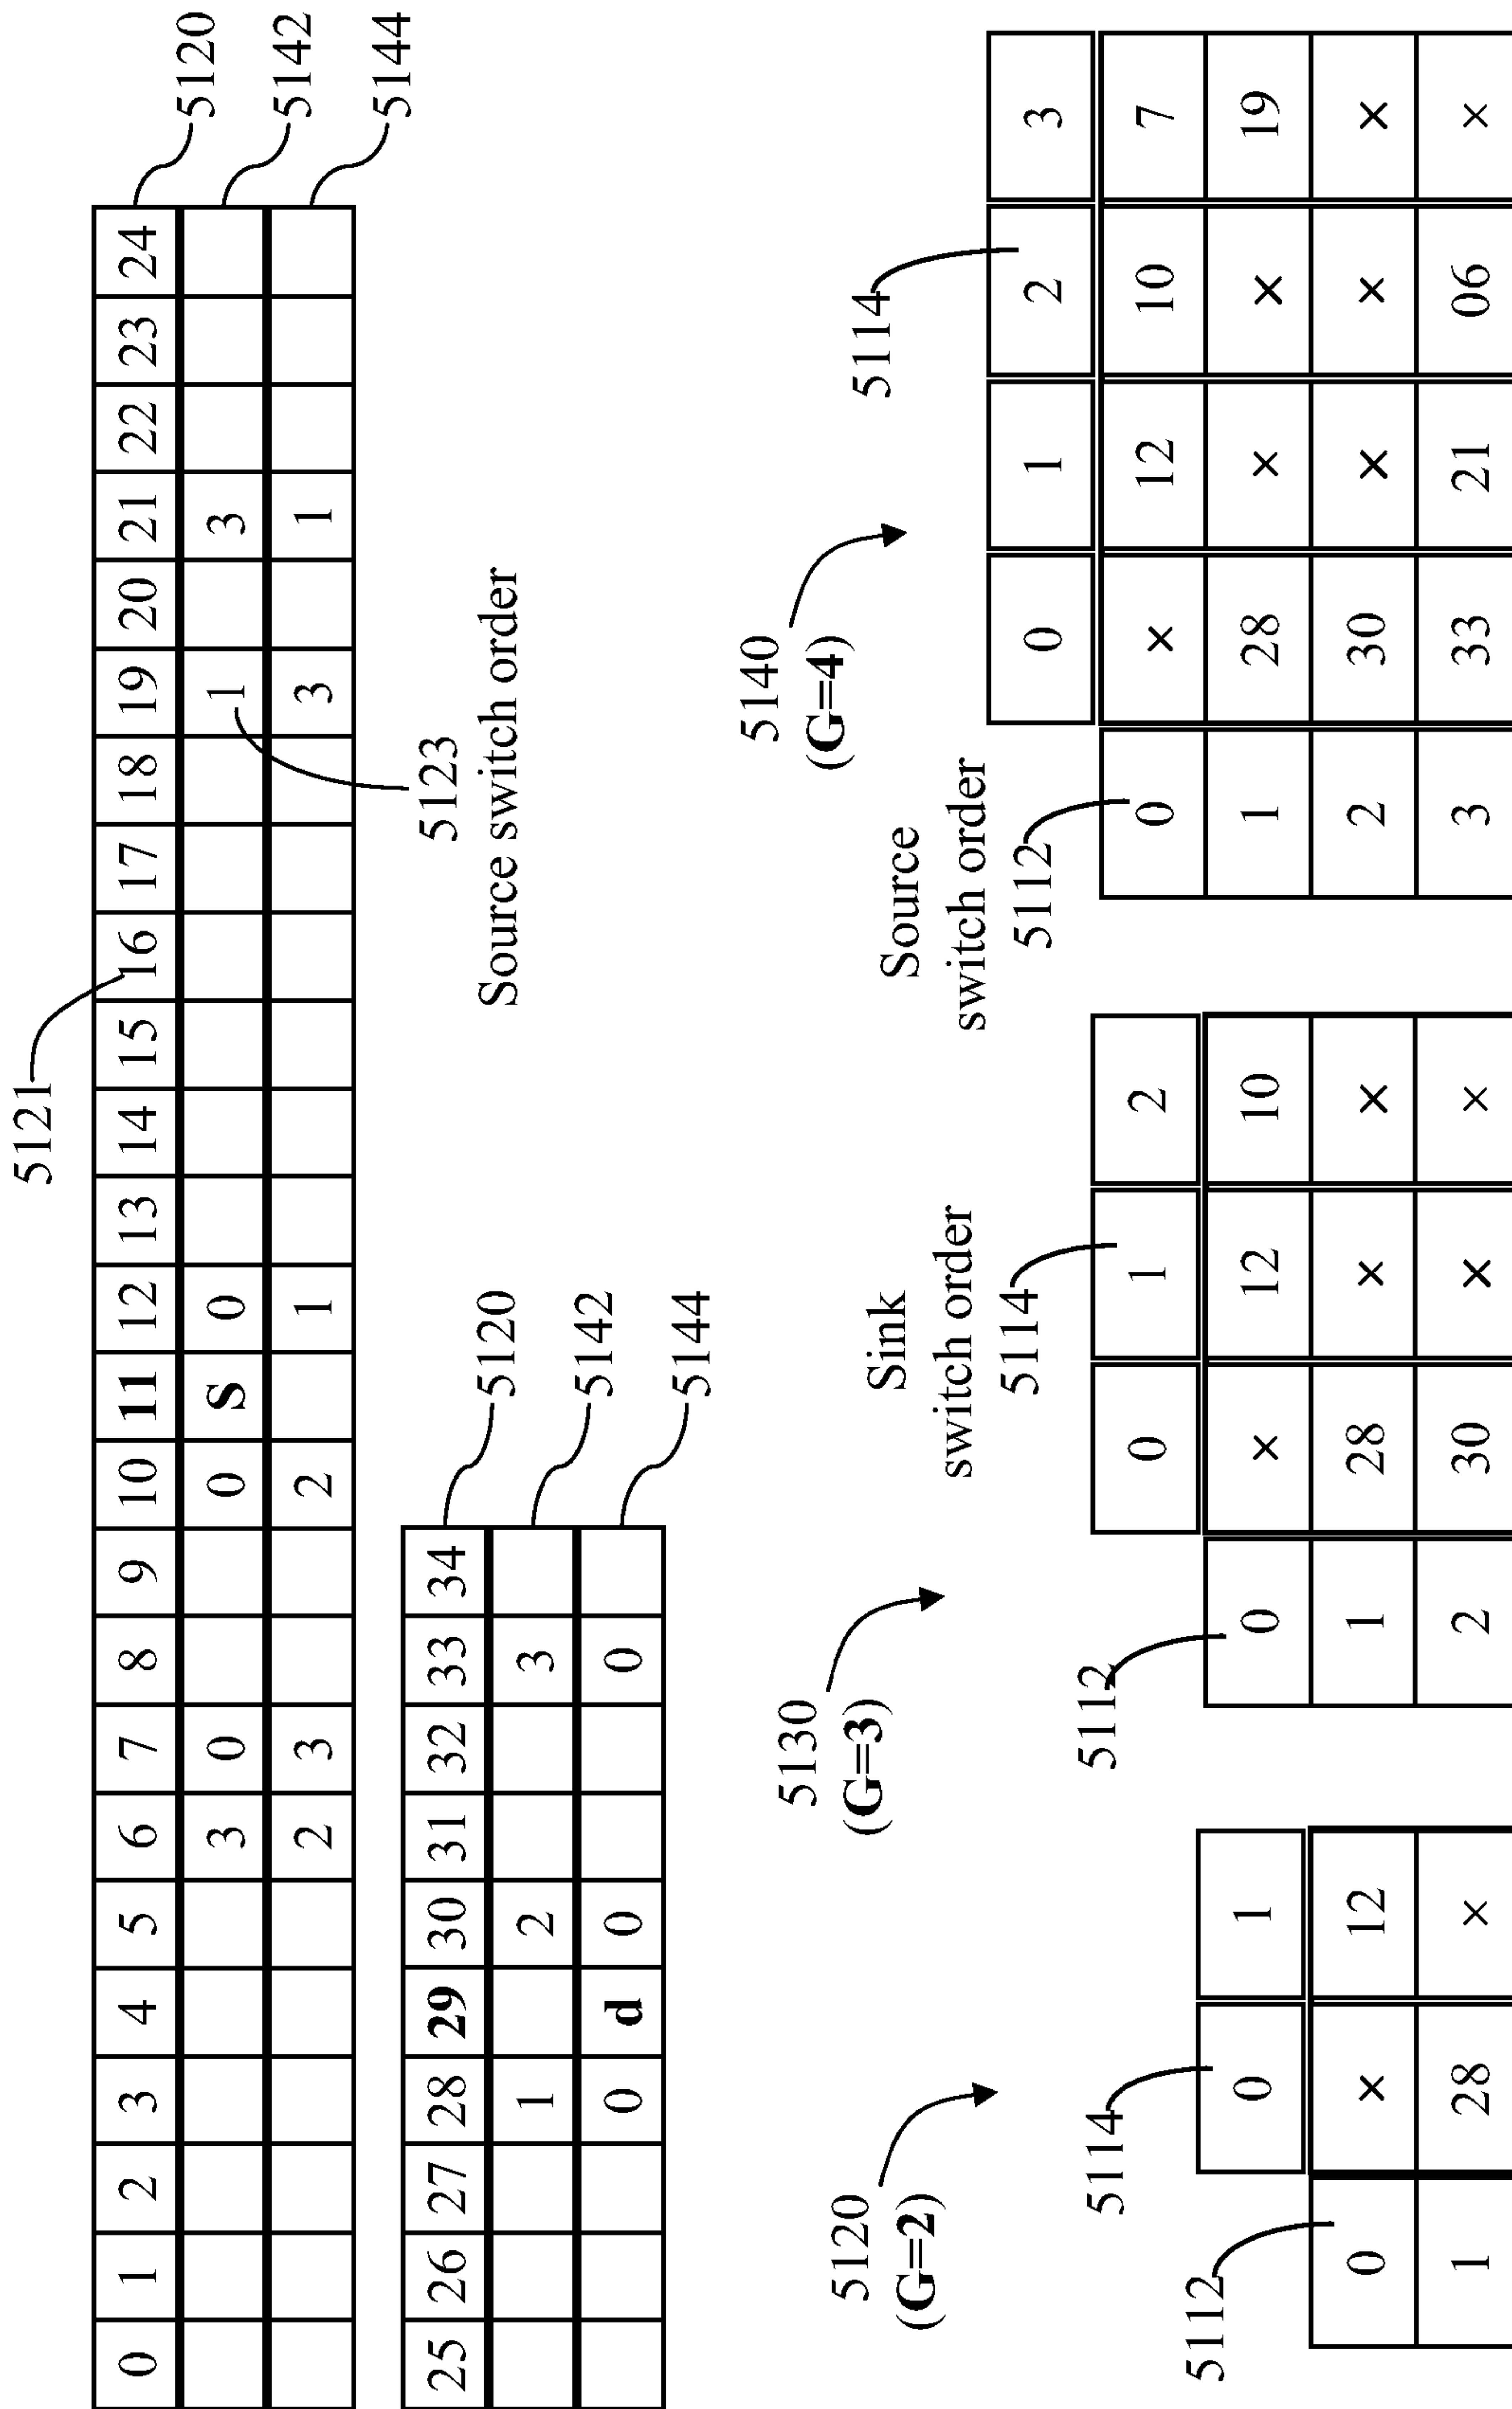 5121
0 1 2 3 4 5 6 7 8 9 10 11 12 13 14 15 16 17 18 19 20 21 22 23 24 5120
3 0 0 S 0 1 3 5142
2 3 2 1 3 1 5144
5123
Source switch order
25 26 27 28 29 30 31 32 33 34 5120
1 2 3 5142
0 d 0 0 5144
5120
(G=2)
5112
5114
0 1
0 × 12
1 28 ×
5130
(G=3)
Sink
switch order
5112
5114
0 1 2
0 × 12 10
1 28 × ×
2 30 × ×
5140
(G=4)
Source
switch order
5112
5114
0 1 2 3
0 × 12 10 7
1 28 × × 19
2 30 × × ×
3 33 21 06 ×